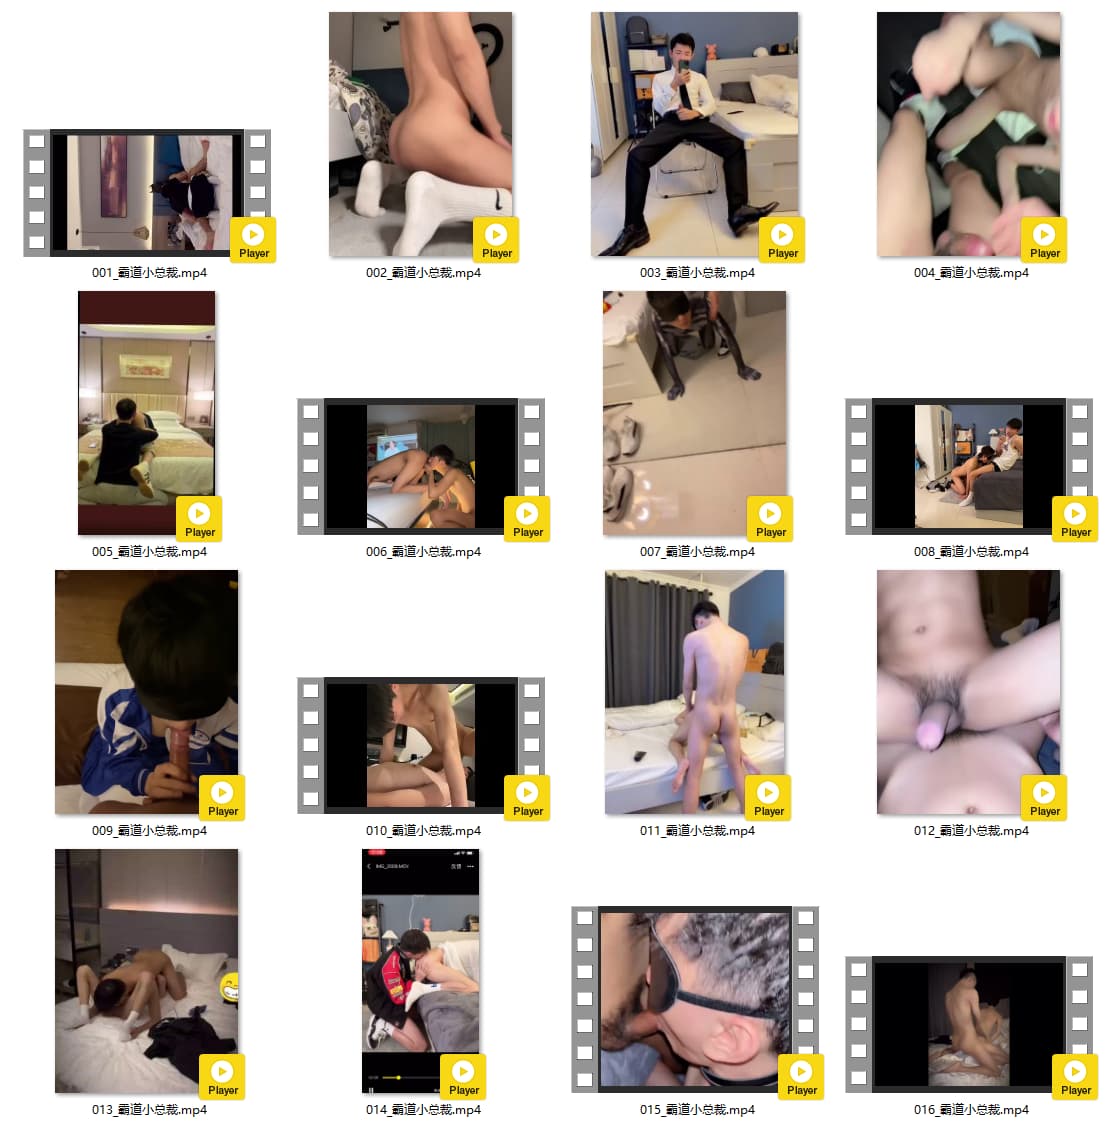 Player
Player
Player
Player
001_霸道小总裁.mp4
002_霸道小总裁.mp4
003_霸道小总裁.mp4
004_霸道小总裁.mp4
Player
Player
Player
Player
005_霸道小总裁.mp4
006_霸道小总裁.mp4
007_霸道小总裁.mp4
008_霸道小总裁.mp4
Player
Player
Player
Player
009_霸道小总裁.mp4
010_霸道小总裁.mp4
011_霸道小总裁.mp4
012_霸道小总裁.mp4
Player
Player
Player
Player
013_霸道小总裁.mp4
014_霸道小总裁.mp4
015_霸道小总裁.mp4
016_霸道小总裁.mp4